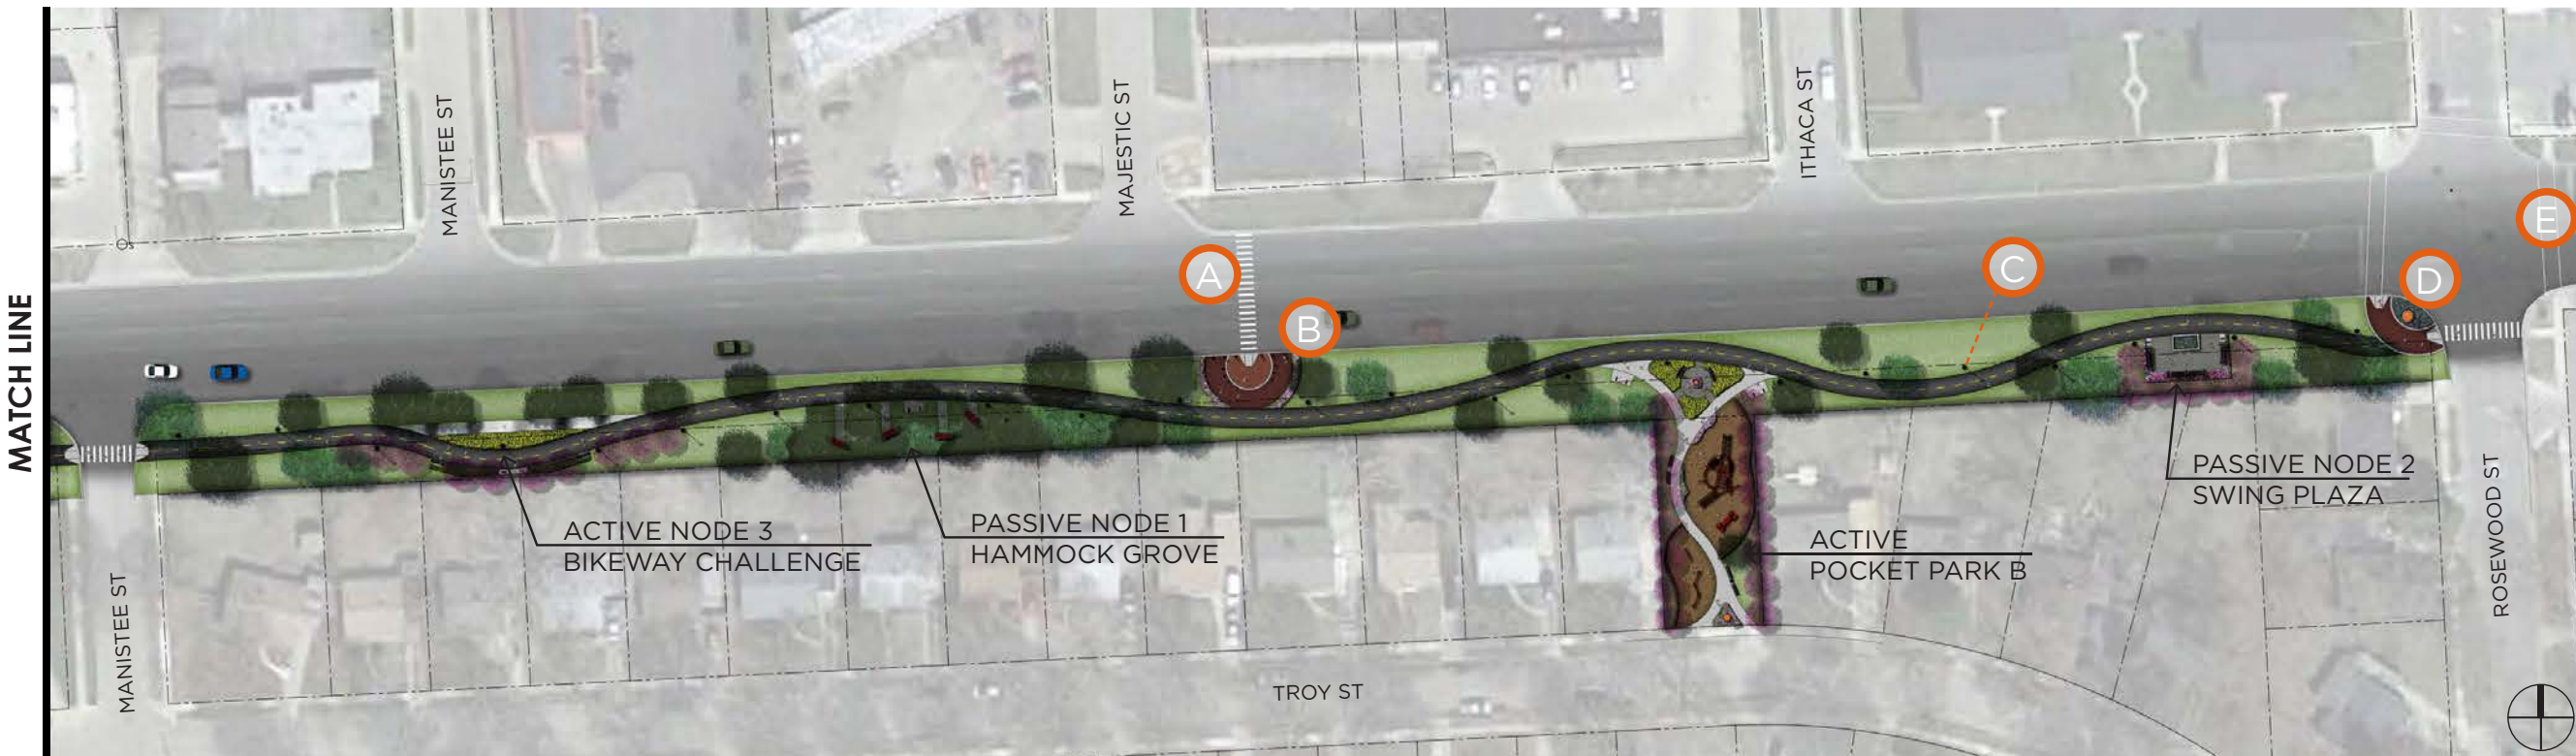 MATCH LINE
MANISTEE ST
MAJESTIC ST
ITHACA ST
A
B
C
D
E
ACTIVE NODE 3
BIKEWAY CHALLENGE
PASSIVE NODE 1
HAMMOCK GROVE
ACTIVE
POCKET PARK B
PASSIVE NODE 2
SWING PLAZA
MANISTEE ST
TROY ST
ROSEWOOD ST